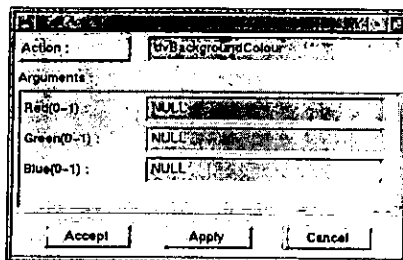 Action : dvBackgroundColour
Arguments :
Red(0-1) : NULL
Green(0-1) : NULL
Blue(0-1) : NULL
Accept Apply Cancel